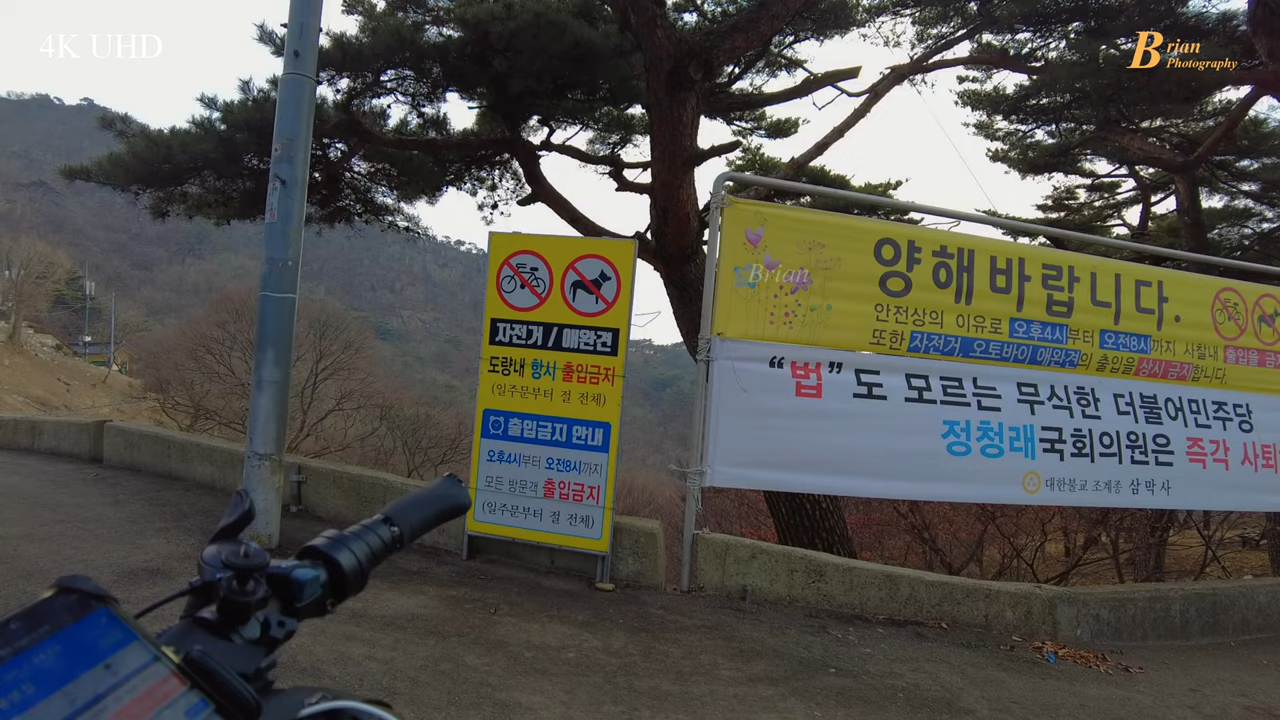 4K UHD
Brian
Photography
자전거 / 애완견
도량내 항시 출입금지
(일주문부터 절 전체)
출입금지 안내
오후4시부터 오전8시까지
모든 방문객 출입금지
(일주문부터 절 전체)
Brian
양해바랍니다.
안전상의 이유로 오후4시부터 오전8시까지 사찰내 출입을 금
또한 자전거, 오토바이 애완견의 출입을 상시 금지합니다.
“법”도 모르는 무식한 더불어민주당
정청래국회의원은 즉각 사퇴
대한불교 조계종 삼막사